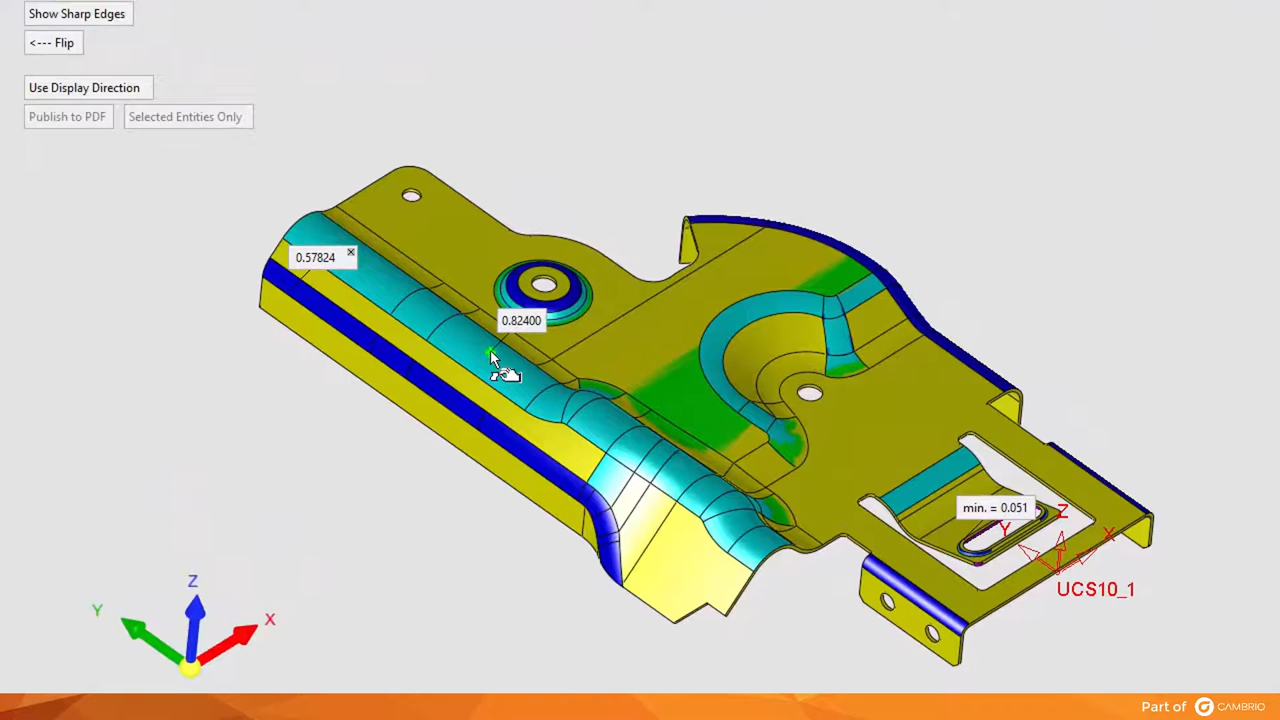 Show Sharp Edges
<--- Flip
Use Display Direction
Publish to PDF
Selected Entities Only
0.57824
0.82400
min. = 0.051
Z
Y
X
UCS10_1
Z
Y
X
Part of CAMBRIO